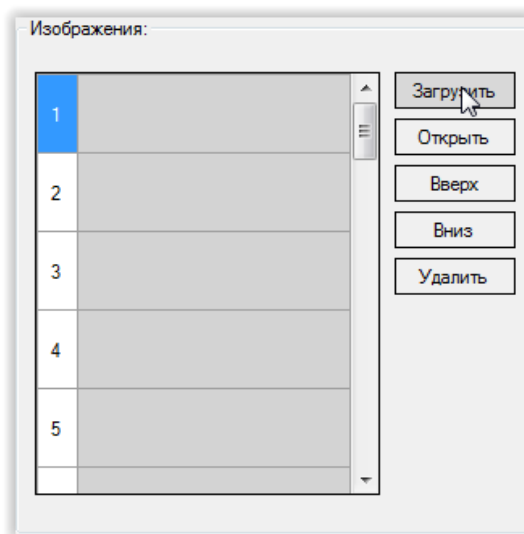 Изображения:
1
Загрузить
Открыть
2
Вверх
Вниз
3
Удалить
4
5